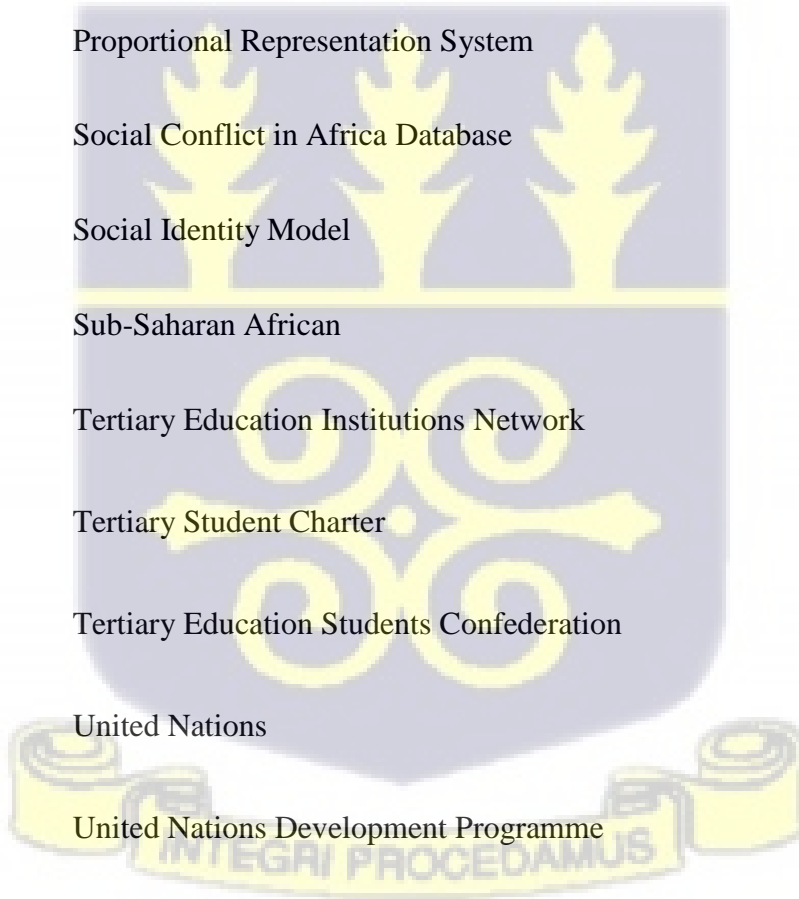 Proportional Representation System
Social Conflict in Africa Database
Social Identity Model
Sub-Saharan African
Tertiary Education Institutions Network
Tertiary Student Charter
Tertiary Education Students Confederation
United Nations
United Nations Development Programme
INTEGRI PROCEDAMUS